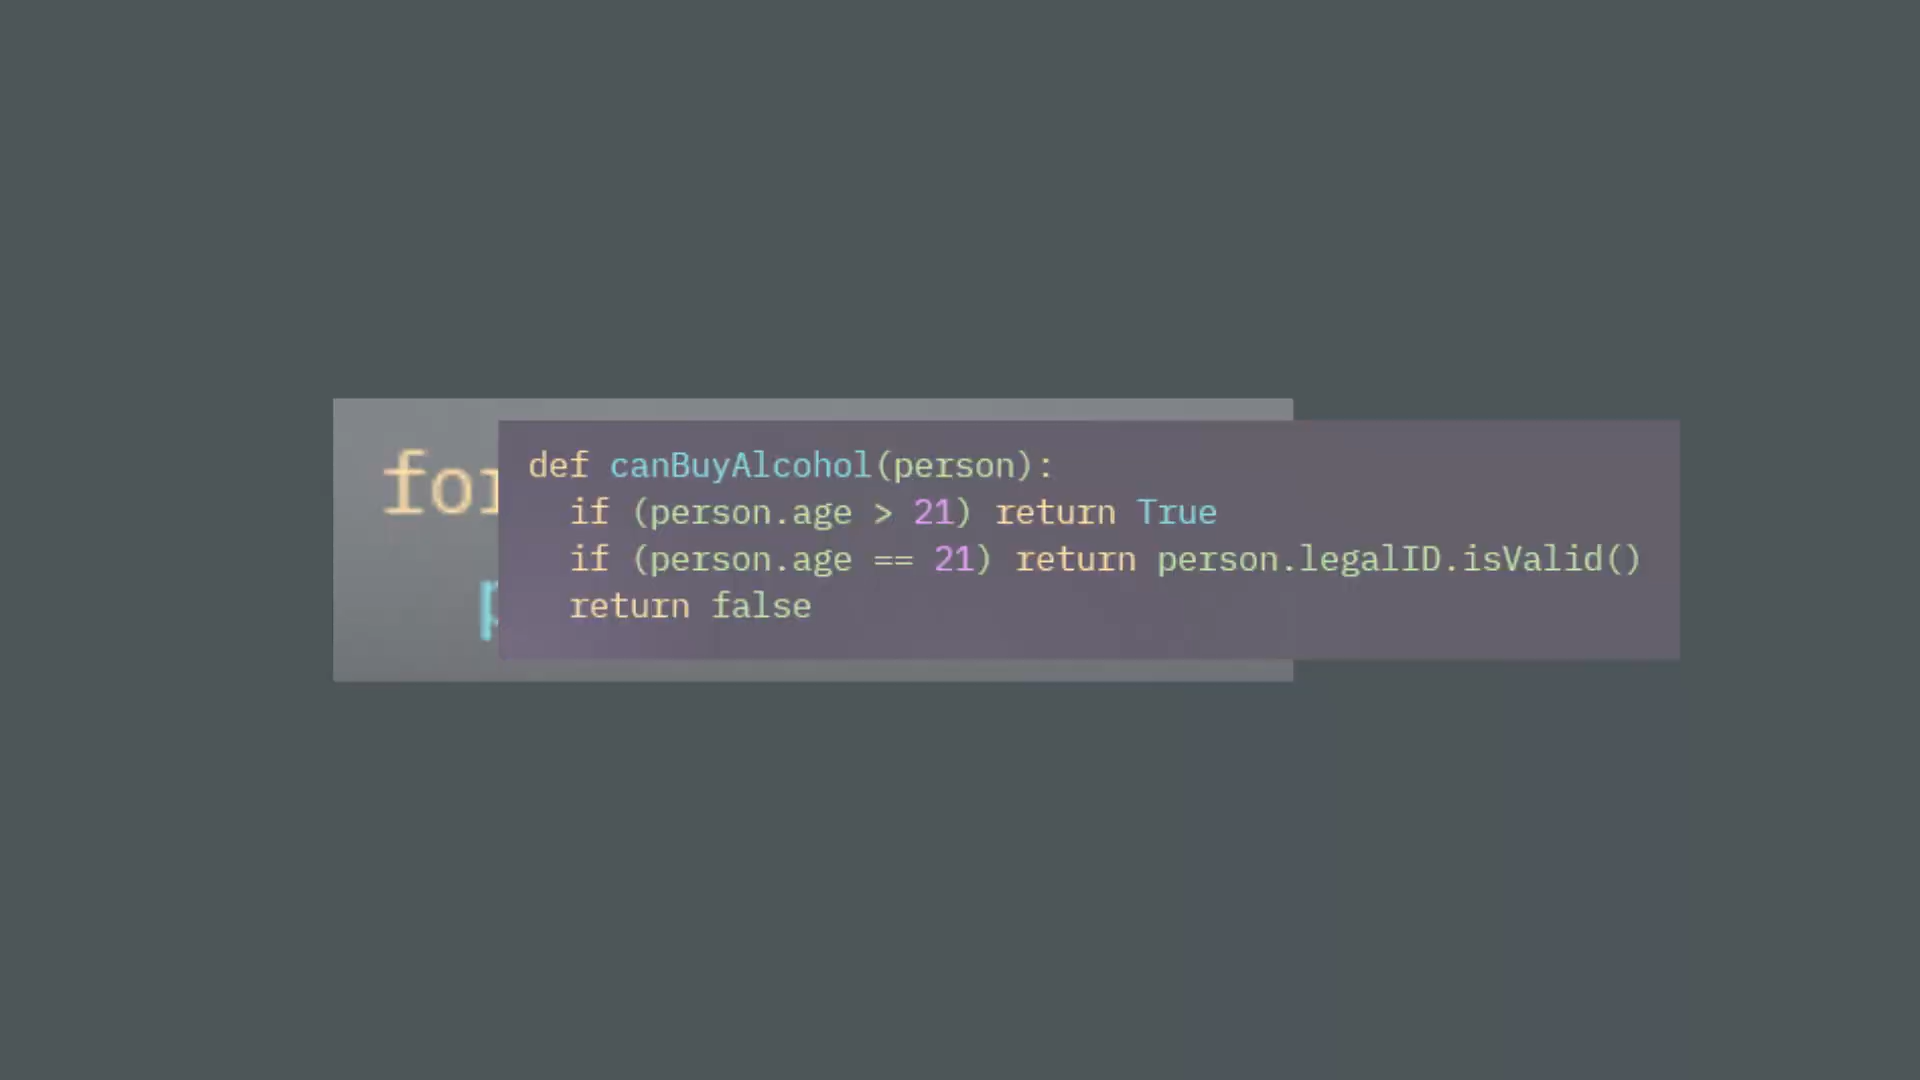 def canBuyAlcohol(person):
  if (person.age > 21) return True
  if (person.age == 21) return person.legalID.isValid()
  return false